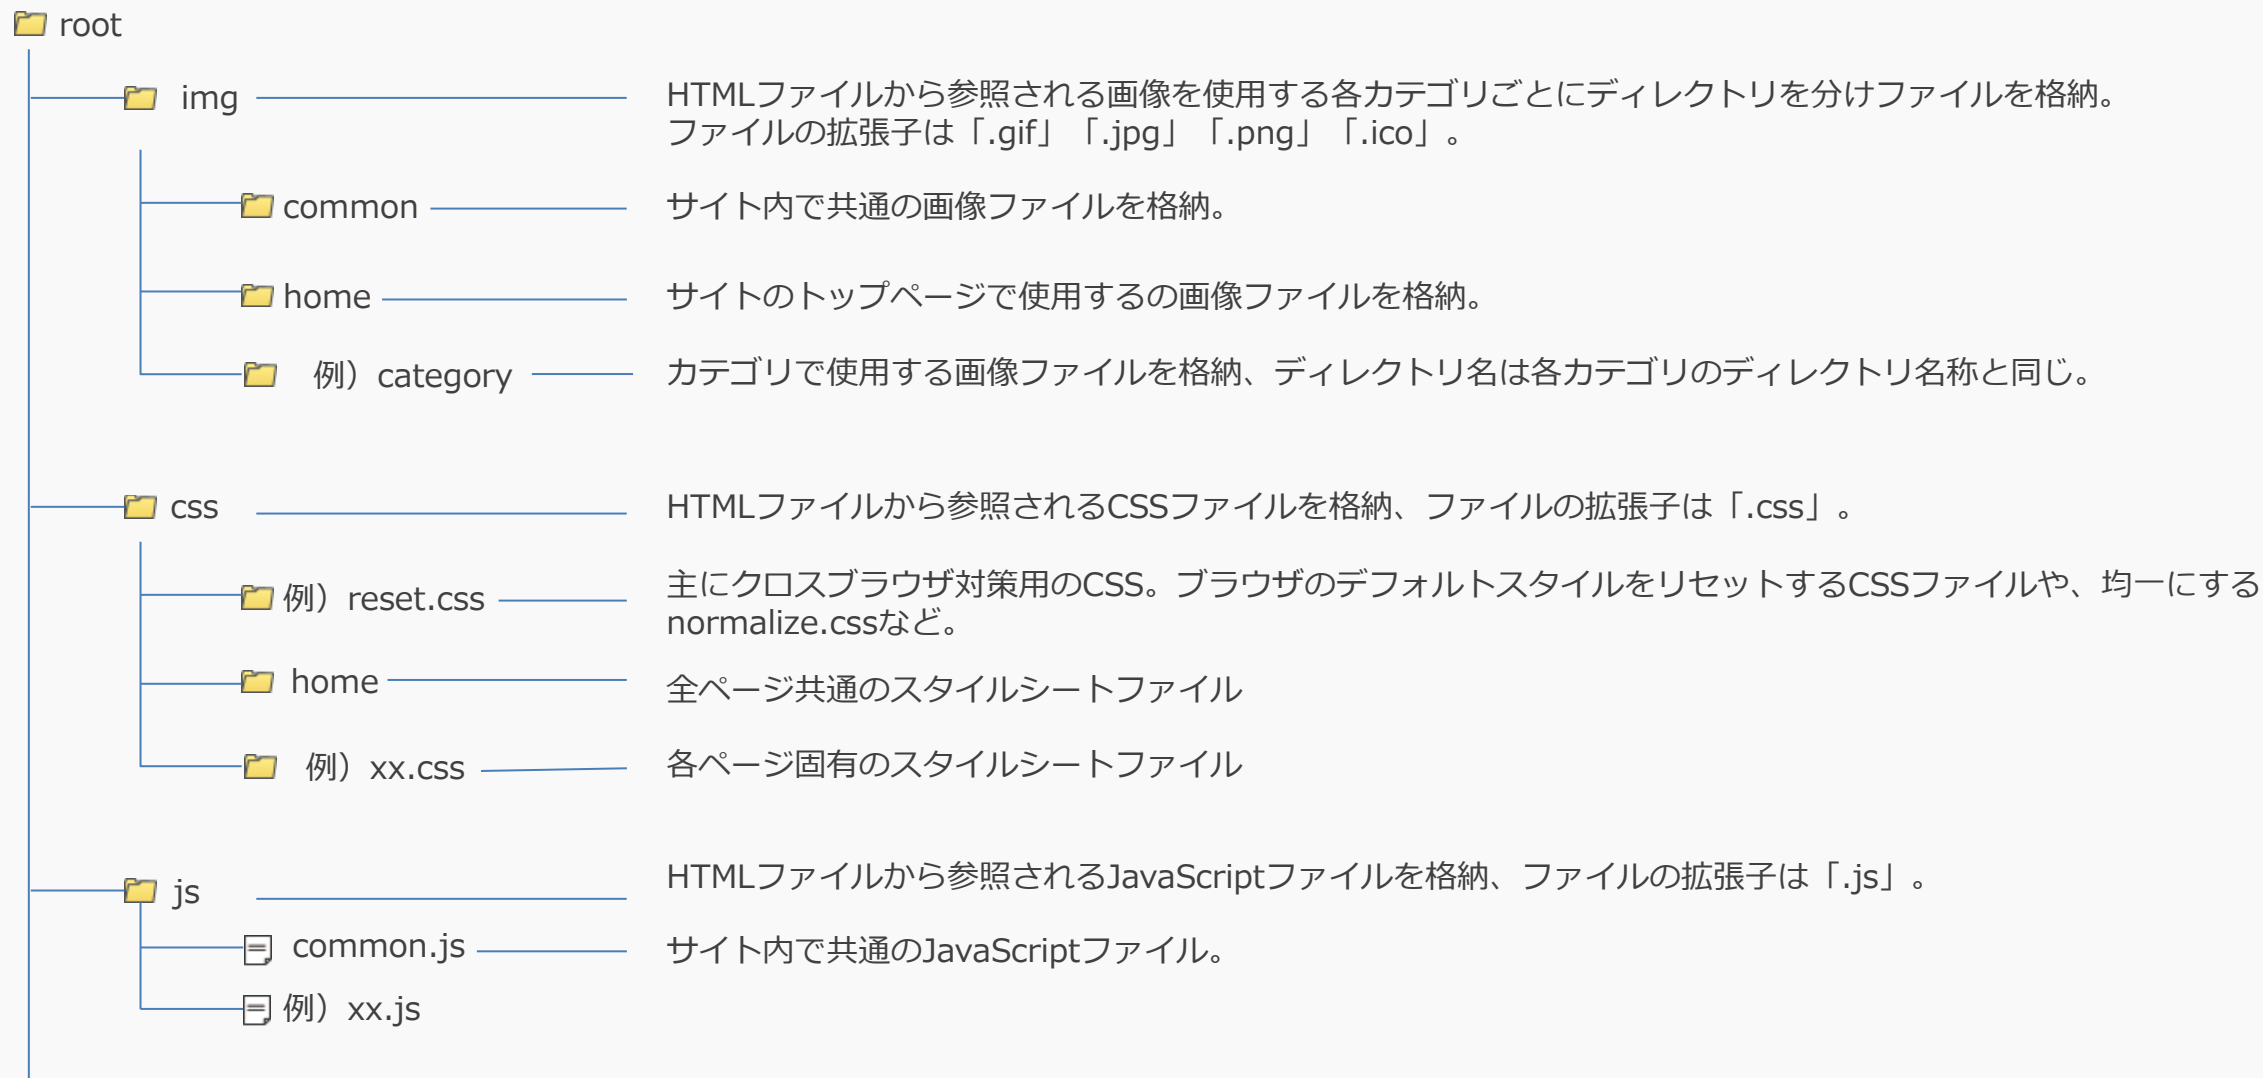 root
img
HTMLファイルから参照される画像を使用する各カテゴリごとにディレクトリを分けファイルを格納。
ファイルの拡張子は「.gif」「.jpg」「.png」「.ico」。
common
サイト内で共通の画像ファイルを格納。
home
サイトのトップページで使用するの画像ファイルを格納。
例）category
カテゴリで使用する画像ファイルを格納、ディレクトリ名は各カテゴリのディレクトリ名称と同じ。
css
HTMLファイルから参照されるCSSファイルを格納、ファイルの拡張子は「.css」。
例）reset.css
主にクロスブラウザ対策用のCSS。ブラウザのデフォルトスタイルをリセットするCSSファイルや、均一にする
normalize.cssなど。
home
全ページ共通のスタイルシートファイル
例）xx.css
各ページ固有のスタイルシートファイル
js
HTMLファイルから参照されるJavaScriptファイルを格納、ファイルの拡張子は「.js」。
common.js
サイト内で共通のJavaScriptファイル。
例）xx.js